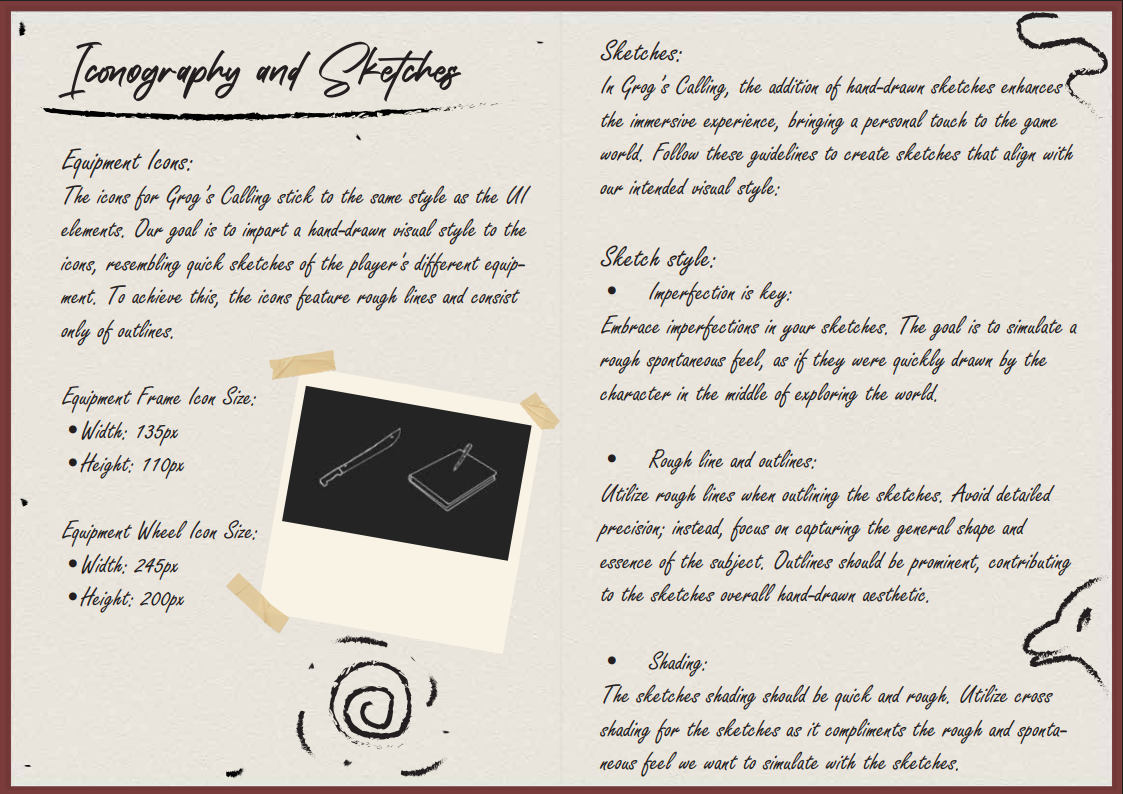 Iconography and Sketches
Equipment Icons:
The icons for Grog's Calling stick to the same style as the UI
elements. Our goal is to impart a hand-drawn visual style to the
icons, resembling quick sketches of the player's different equip-
ment. To achieve this, the icons feature rough lines and consist
only of outlines.
Equipment Frame Icon Size:
• Width: 135px
• Height: 110px
Equipment Wheel Icon Size:
• Width: 245px
• Height: 200px
Sketches:
In Grog's Calling, the addition of hand-drawn sketches enhances
the immersive experience, bringing a personal touch to the game
world. Follow these guidelines to create sketches that align with
our intended visual style:
Sketch style:
• Imperfection is key:
Embrace imperfections in your sketches. The goal is to simulate a
rough spontaneous feel, as if they were quickly drawn by the
character in the middle of exploring the world.
• Rough line and outlines:
Utilize rough lines when outlining the sketches. Avoid detailed
precision; instead, focus on capturing the general shape and
essence of the subject. Outlines should be prominent, contributing
to the sketches overall hand-drawn aesthetic.
• Shading:
The sketches shading should be quick and rough. Utilize cross
shading for the sketches as it compliments the rough and sponta-
neous feel we want to simulate with the sketches.